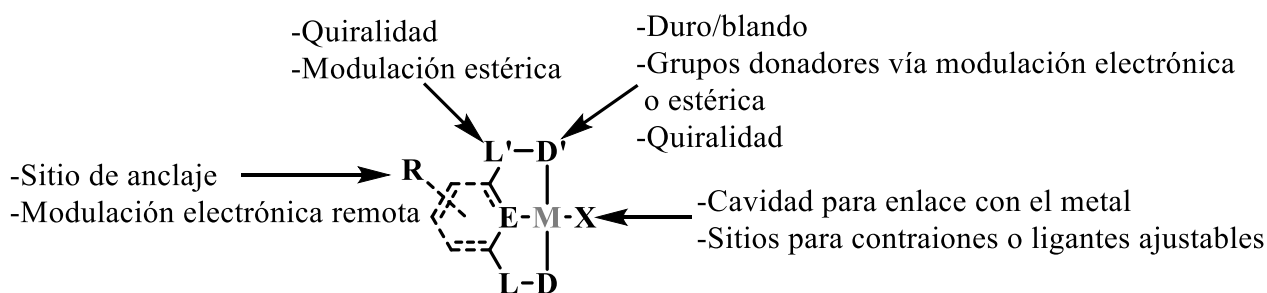 -Quiralidad
-Modulación estérica
-Duro/blando
-Grupos donadores vía modulación electrónica
o estérica
-Quiralidad
-Sitio de anclaje
-Modulación electrónica remota
R
L'-D'
E-M-X
L-D
-Cavidad para enlace con el metal
-Sitios para contraiones o ligantes ajustables